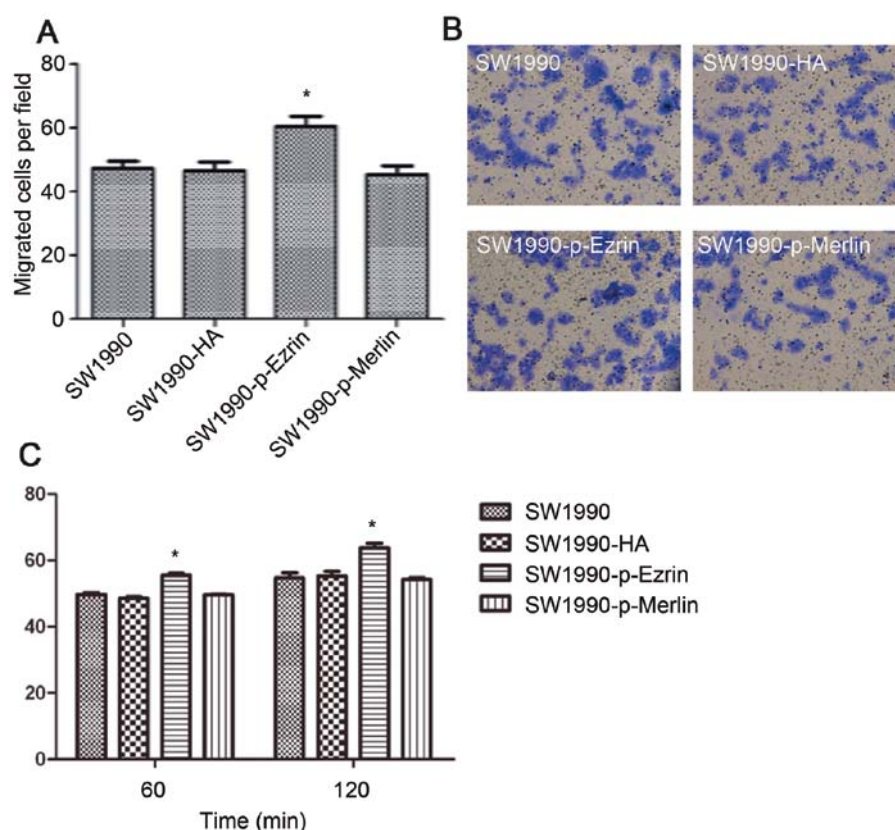 A
80
60
40
20
0
Migrated cells per field
*
SW1990
SW1990-HA
SW1990-p-Ezrin
SW1990-p-Merlin
B
SW1990
SW1990-HA
SW1990-p-Ezrin
SW1990-p-Merlin
C
80
60
40
20
0
*
*
60
120
Time (min)
SW1990
SW1990-HA
SW1990-p-Ezrin
SW1990-p-Merlin